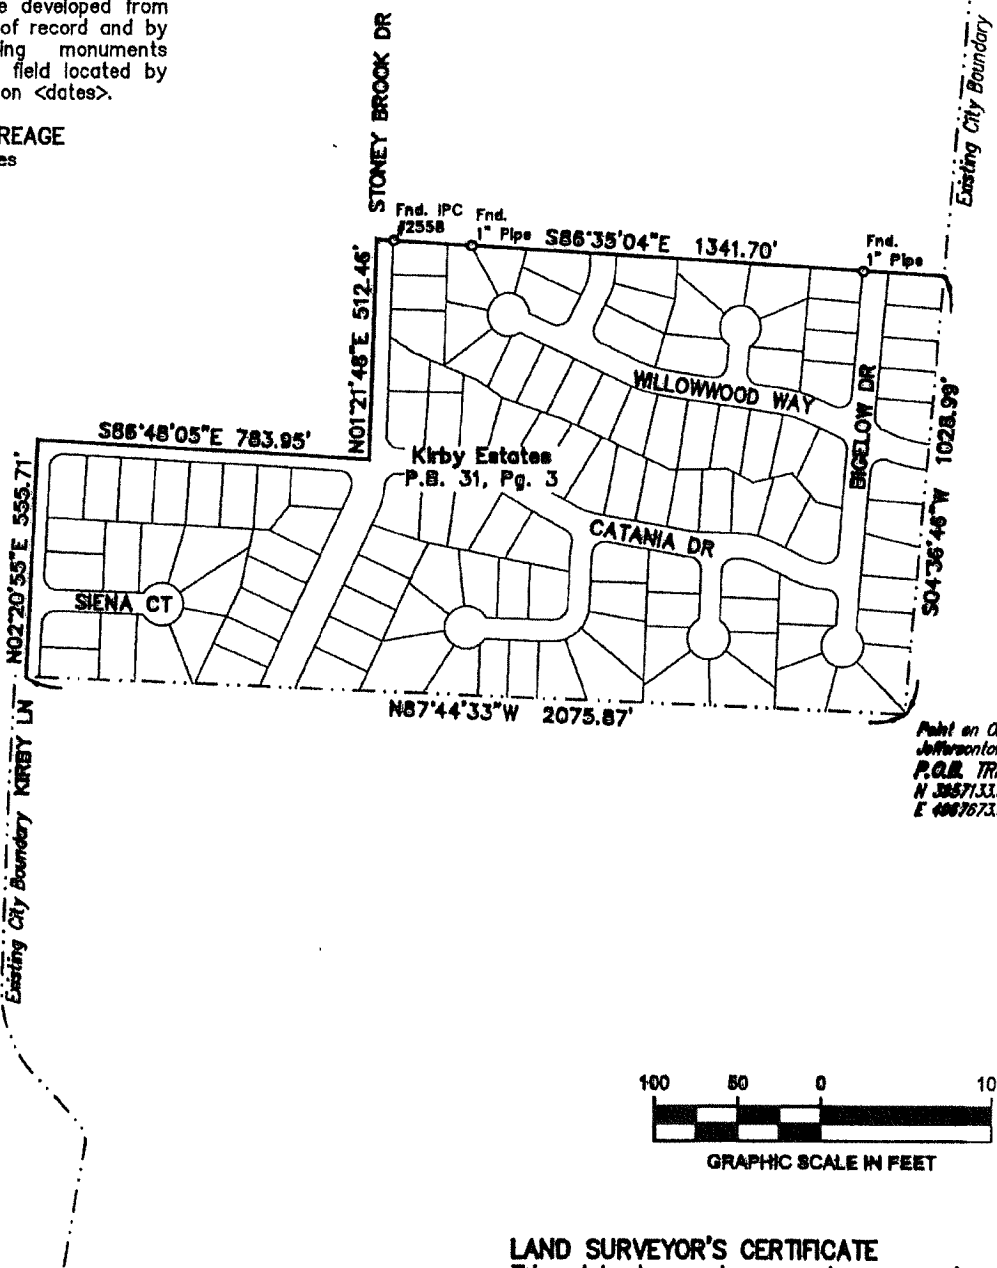 e developed from
of record and by
ing monuments
field located by
on <dates>.
REAGE
es
STONEY BROOK DR
Existing City Boundary
Fnd. IPC
#2558
Fnd.
1" Pipe
S86°35'04"E 1341.70'
Fnd.
1" Pipe
N01°21'48"E 512.46'
WILLOWWOOD WAY
BIGELOW DR
S04°36'46"W 1028.99'
S86°48'05"E 783.95'
Kirby Estates
P.B. 31, Pg. 3
N02°20'55"E 555.71'
CATANIA DR
SIENA CT
N87°44'33"W 2075.87'
KIRBY LN
Existing City Boundary
Point on
P.O.B.
100 50 0 10
GRAPHIC SCALE IN FEET
LAND SURVEYOR'S CERTIFICATE